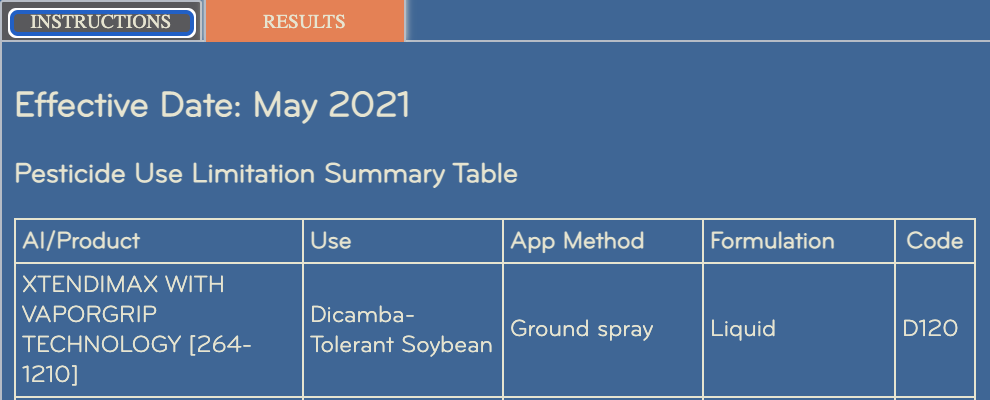 INSTRUCTIONS RESULTS
Effective Date: May 2021
Pesticide Use Limitation Summary Table
AI/Product Use App Method Formulation Code
XTENDIMAX WITH
VAPORGRIP
TECHNOLOGY [264-
1210]
Dicamba-
Tolerant Soybean
Ground spray
Liquid
D120